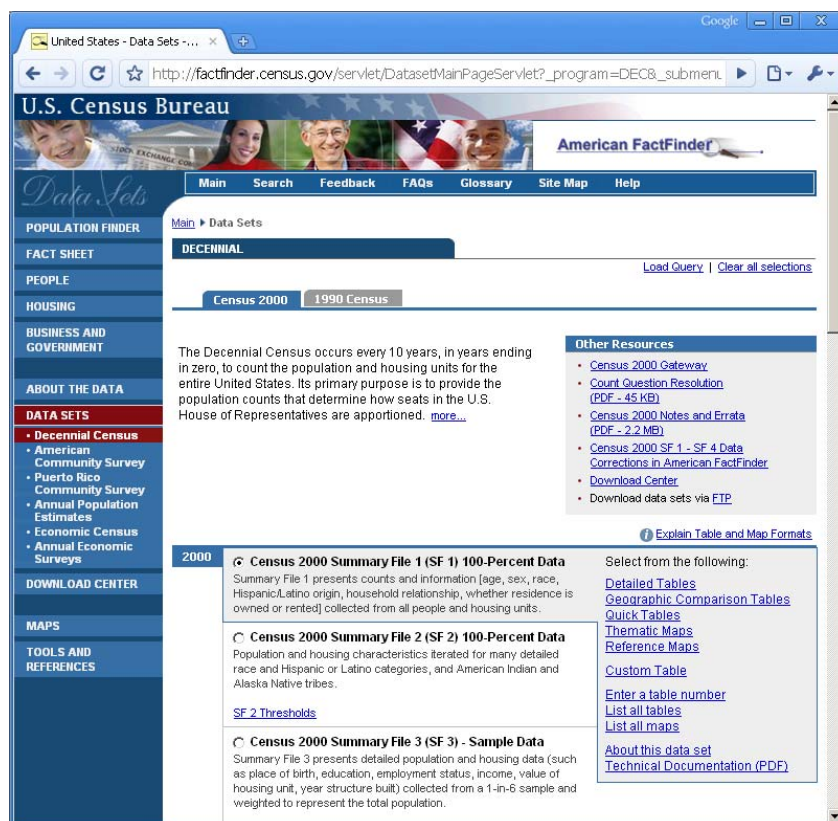 Google
United States - Data Sets -...
http://factfinder.census.gov/servlet/DatasetMainPageServlet?_program=DEC&_submenu
U.S. Census Bureau
STOCK EXCHANGE
American FactFinder
Data Sets
Main Search Feedback FAQs Glossary Site Map Help
POPULATION FINDER
FACT SHEET
PEOPLE
HOUSING
BUSINESS AND
GOVERNMENT
ABOUT THE DATA
DATA SETS
• Decennial Census
• American
Community Survey
• Puerto Rico
Community Survey
• Annual Population
Estimates
• Economic Census
• Annual Economic
Surveys
DOWNLOAD CENTER
MAPS
TOOLS AND
REFERENCES
Main ▸ Data Sets
DECENNIAL
Load Query | Clear all selections
Census 2000 1990 Census
The Decennial Census occurs every 10 years, in years ending
in zero, to count the population and housing units for the
entire United States. Its primary purpose is to provide the
population counts that determine how seats in the U.S.
House of Representatives are apportioned. more...
Other Resources
• Census 2000 Gateway
• Count Question Resolution
(PDF - 45 KB)
• Census 2000 Notes and Errata
(PDF - 2.2 MB)
• Census 2000 SF 1 - SF 4 Data
Corrections in American FactFinder
• Download Center
• Download data sets via FTP
Explain Table and Map Formats
2000
Census 2000 Summary File 1 (SF 1) 100-Percent Data
Summary File 1 presents counts and information [age, sex, race,
Hispanic/Latino origin, household relationship, whether residence is
owned or rented] collected from all people and housing units.
Census 2000 Summary File 2 (SF 2) 100-Percent Data
Population and housing characteristics iterated for many detailed
race and Hispanic or Latino categories, and American Indian and
Alaska Native tribes.
SF 2 Thresholds
Census 2000 Summary File 3 (SF 3) - Sample Data
Summary File 3 presents detailed population and housing data (such
as place of birth, education, employment status, income, value of
housing unit, year structure built) collected from a 1-in-6 sample and
weighted to represent the total population.
Select from the following:
Detailed Tables
Geographic Comparison Tables
Quick Tables
Thematic Maps
Reference Maps
Custom Table
Enter a table number
List all tables
List all maps
About this data set
Technical Documentation (PDF)